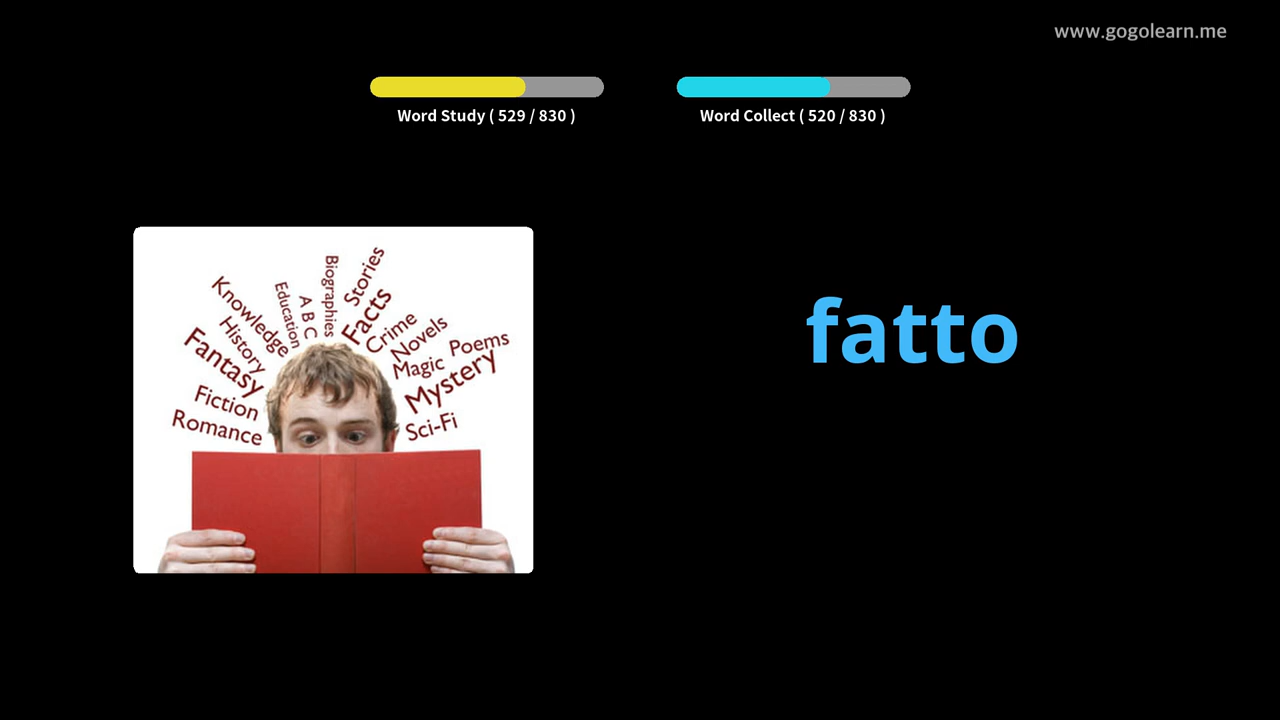 www.gogolearn.me
Word Study ( 529 / 830 )
Word Collect ( 520 / 830 )
fatto
Stories
Biographies
Facts
A B C
Education
Knowledge
Crime
Novels
History
Poems
Fantasy
Magic
Mystery
Fiction
Romance
Sci-Fi